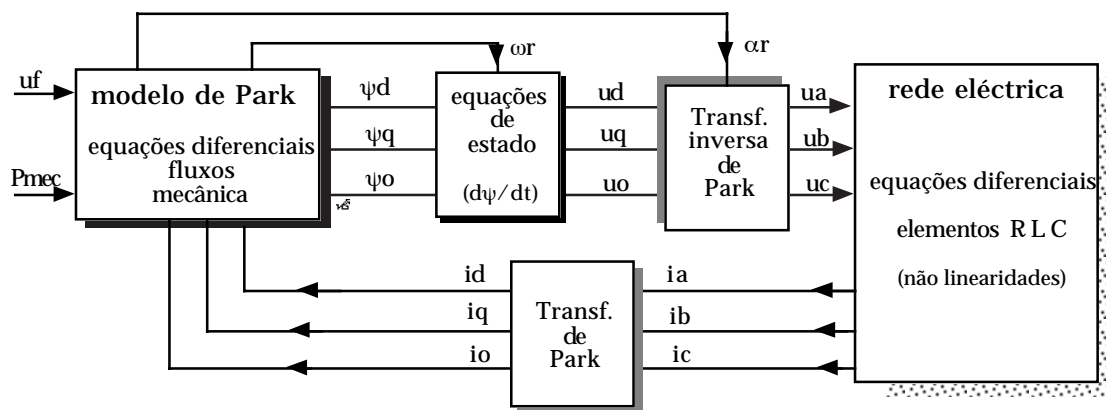 ωr
αr
uf
Pmec
modelo de Park
equações diferenciais
fluxos
mecânica
ψd
ψq
ψo
equações
de
estado
(dψ/dt)
ud
uq
uo
Transf.
inversa
de
Park
ua
ub
uc
rede eléctrica
equações diferenciais
elementos R L C
(não linearidades)
id
iq
io
Transf.
de
Park
ia
ib
ic